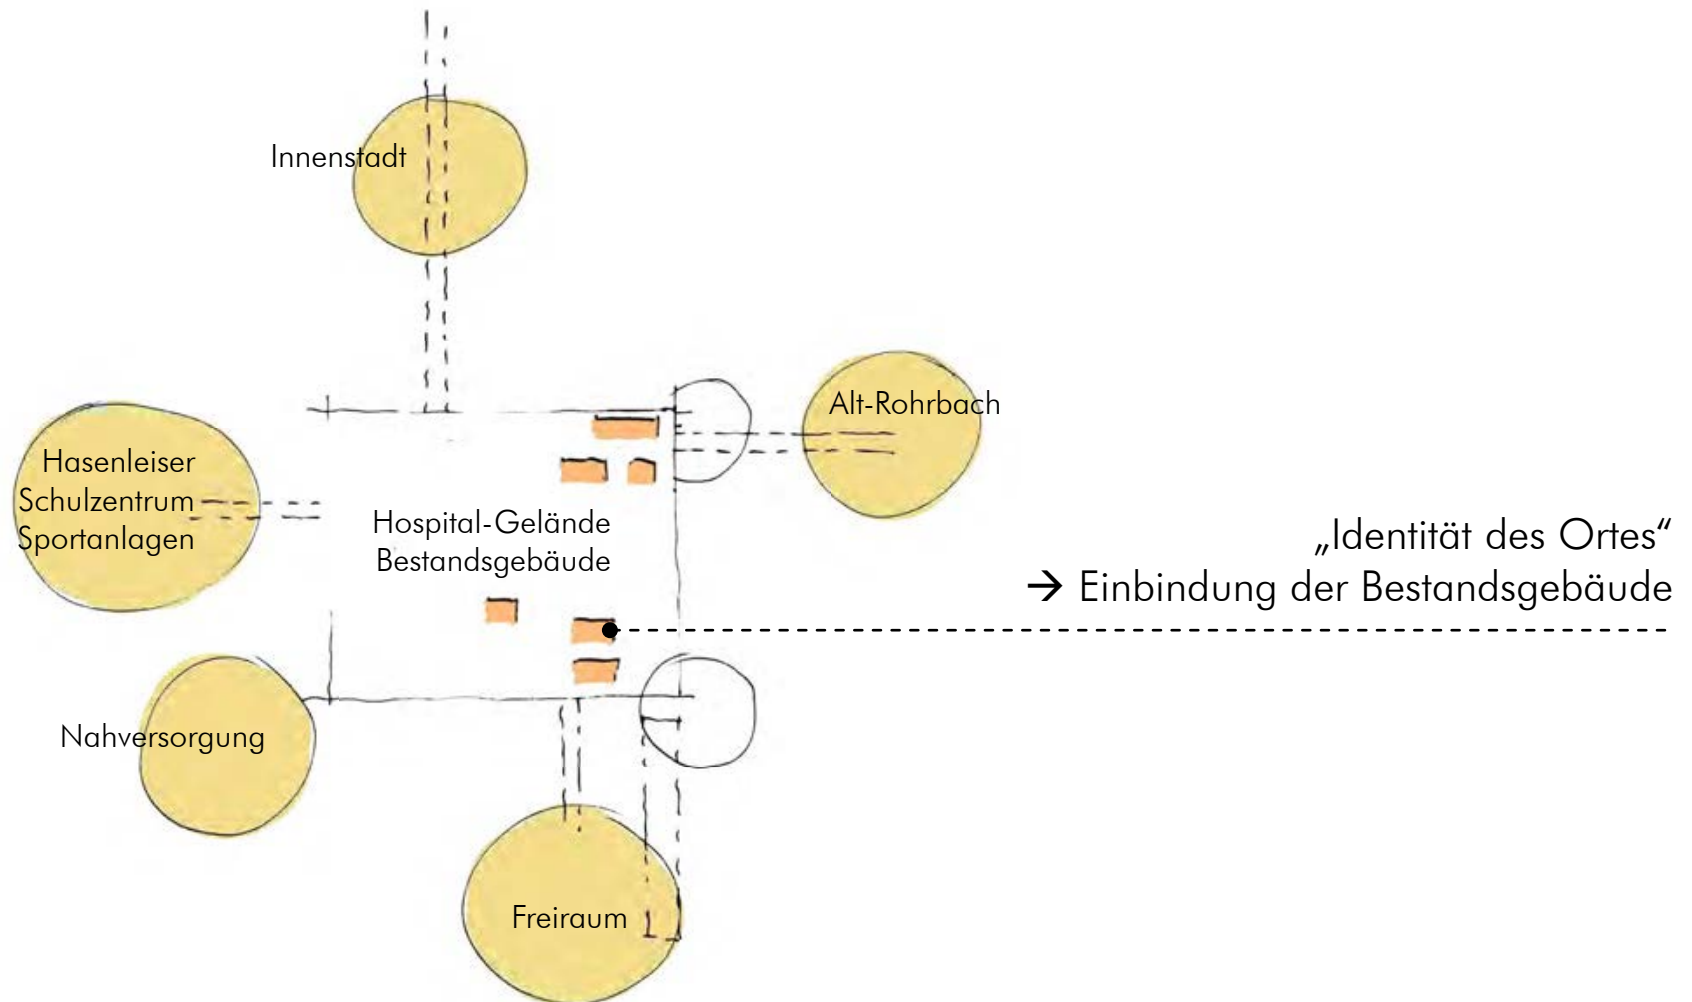 Innenstadt
Alt-Rohrbach
Hasenleiser
Schulzentrum
Sportanlagen
Hospital-Gelände
Bestandsgebäude
„Identität des Ortes“
→ Einbindung der Bestandsgebäude
Nahversorgung
Freiraum